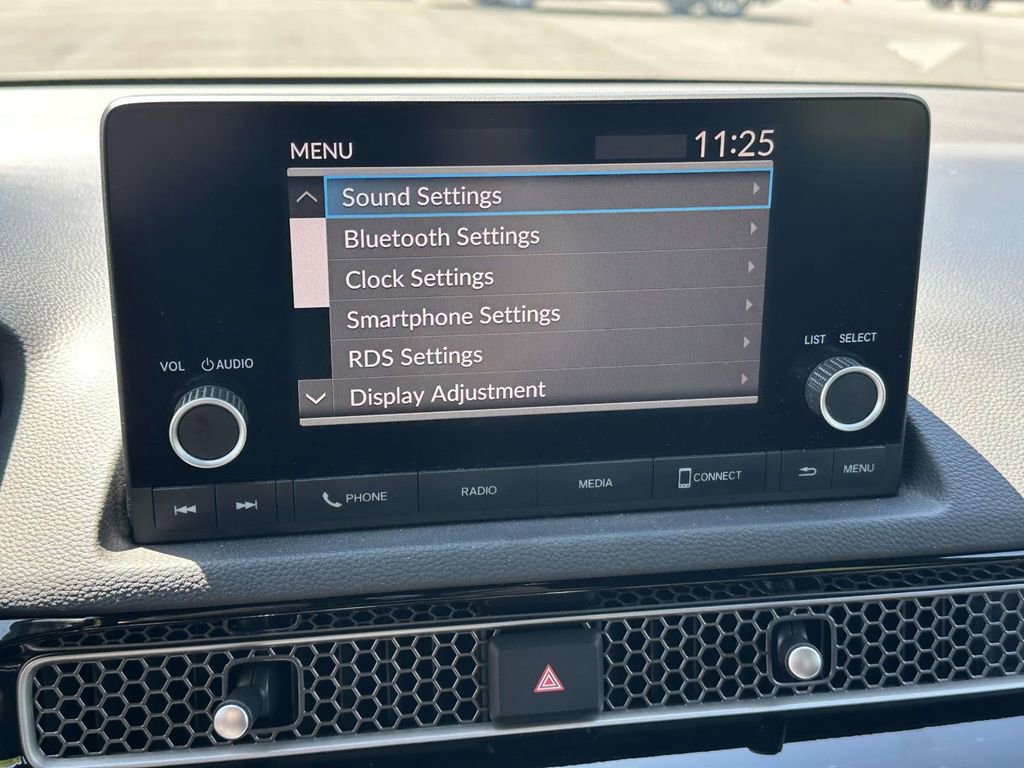 MENU
11:25
Sound Settings
Bluetooth Settings
Clock Settings
Smartphone Settings
RDS Settings
Display Adjustment
VOL AUDIO
LIST SELECT
PHONE
RADIO
MEDIA
CONNECT
MENU